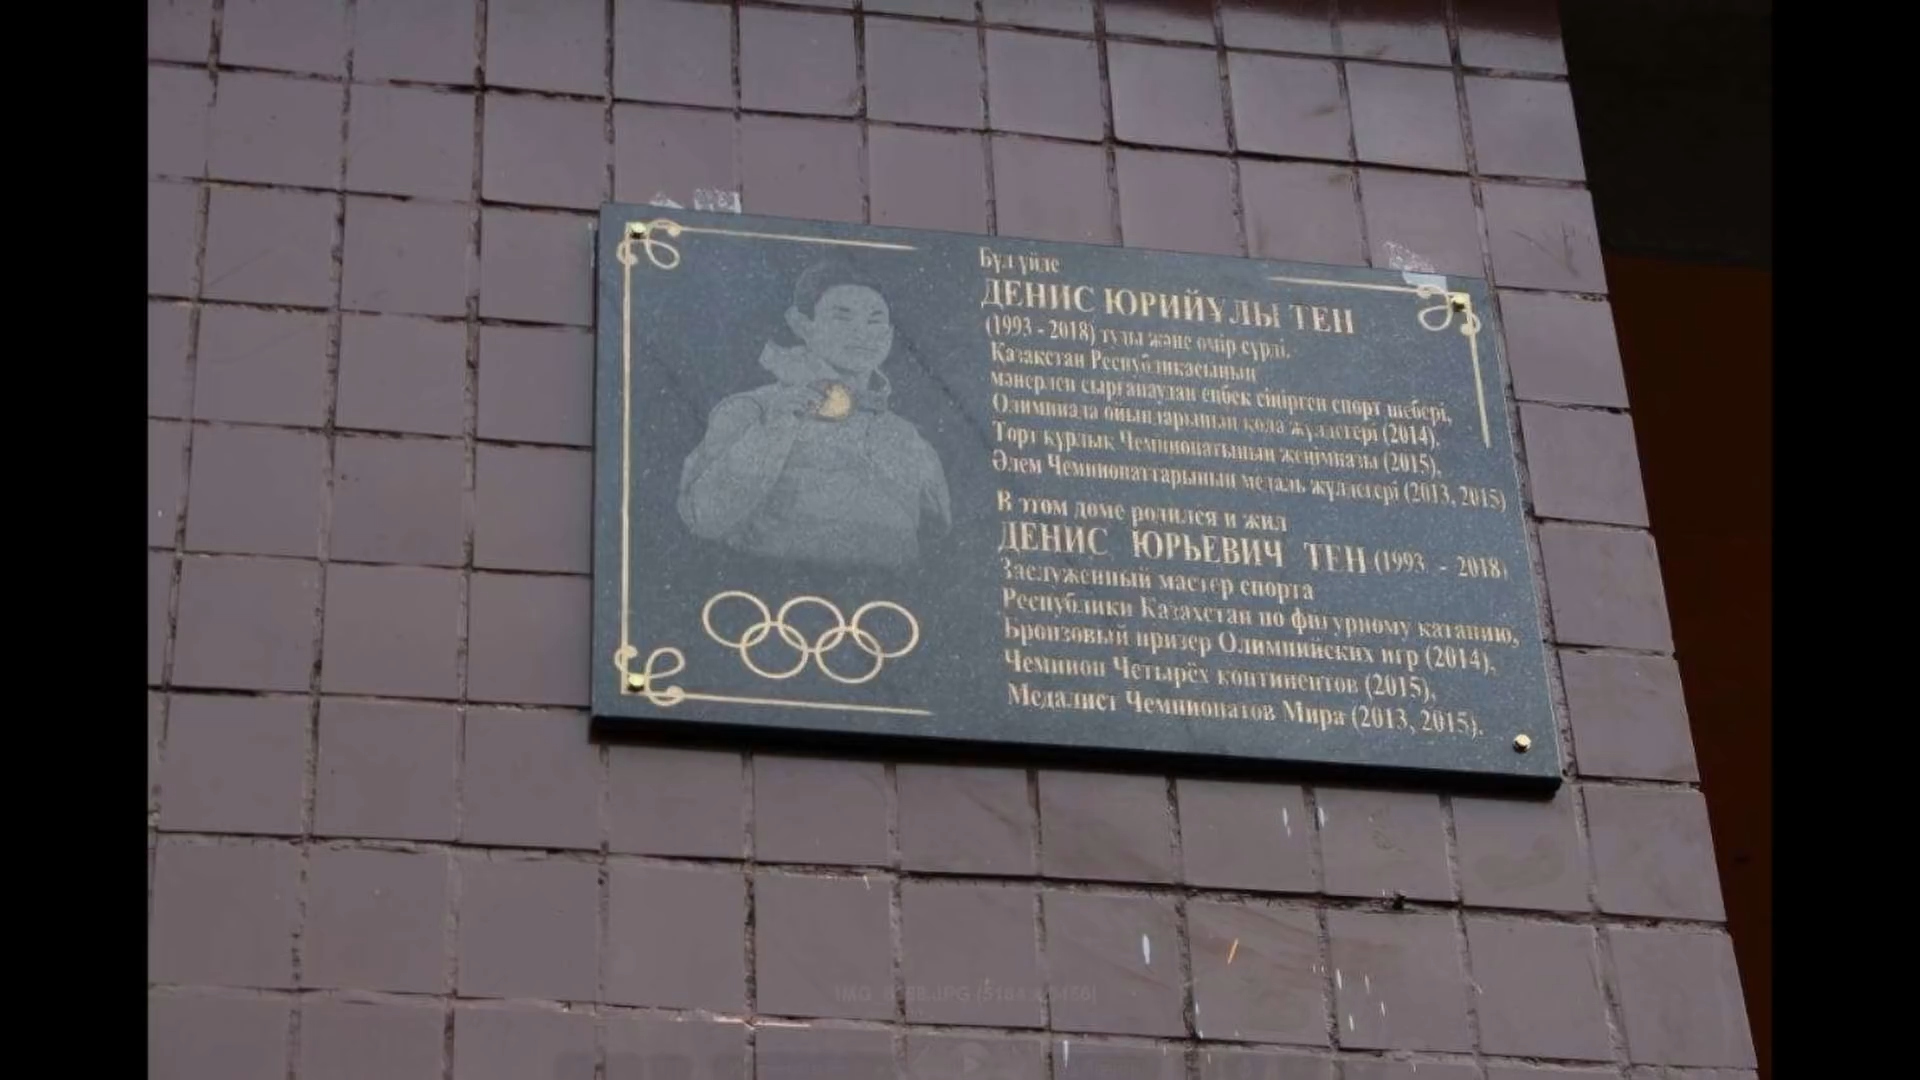 Бұл үйде
ДЕНИС ЮРИЙҰЛЫ ТЕН
(1993 - 2018) туды және өмір сүрді.
Қазақстан Республикасының
мәнерлеп сырғанаудан еңбек сіңірген спорт шебері,
Олимпиада ойындарының қола жүлдегері (2014),
Төрт құрлық Чемпионатының жеңімпазы (2015),
Әлем Чемпионаттарының медаль жүлдегері (2013, 2015)
В этом доме родился и жил
ДЕНИС ЮРЬЕВИЧ ТЕН (1993 - 2018)
Заслуженный мастер спорта
Республики Казахстан по фигурному катанию,
Бронзовый призер Олимпийских игр (2014),
Чемпион Четырёх континентов (2015),
Медалист Чемпионатов Мира (2013, 2015).